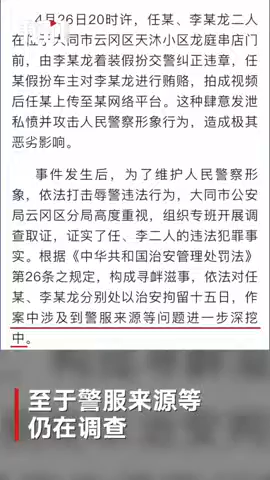 4月26日20时许，任某、李某龙二人
在大同市云冈区天沐小区龙庭串店门
前，由李某龙着装假扮交警纠正违章，任
某假扮车主对李某龙进行贿赂，拍成视频
后任某上传至某网络平台。这种肆意发泄
私愤并攻击人民警察形象行为，造成极其
恶劣影响。
事件发生后，为了维护人民警察形
象，依法打击辱警违法行为，大同市公
安局云冈区分局高度重视，组织专班开展调
查取证，证实了任、李二人的违法犯罪事
实。根据《中华共和国治安管理处罚法》
第26条之规定，构成寻衅滋事，依法对任
某、李某龙分别处以治安拘留十五日，作
案中涉及到警服来源等问题进一步深挖
中。
至于警服来源等
仍在调查